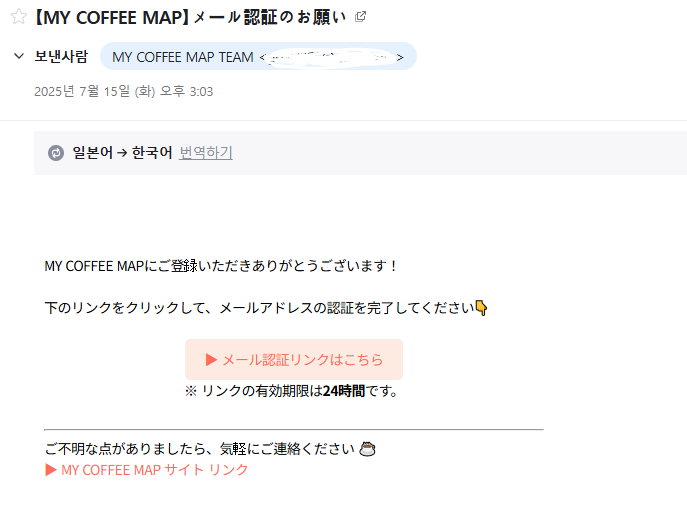 【MY COFFEE MAP】メール認証のお願い
보낸사람 MY COFFEE MAP TEAM < >
2025년 7월 15일 (화) 오후 3:03
일본어 → 한국어 번역하기
MY COFFEE MAPにご登録いただきありがとうございます！
下のリンクをクリックして、メールアドレスの認証を完了してください👇
▶ メール認証リンクはこちら
※ リンクの有効期限は24時間です。
ご不明な点がありましたら、気軽にご連絡ください ☕
▶ MY COFFEE MAP サイト リンク